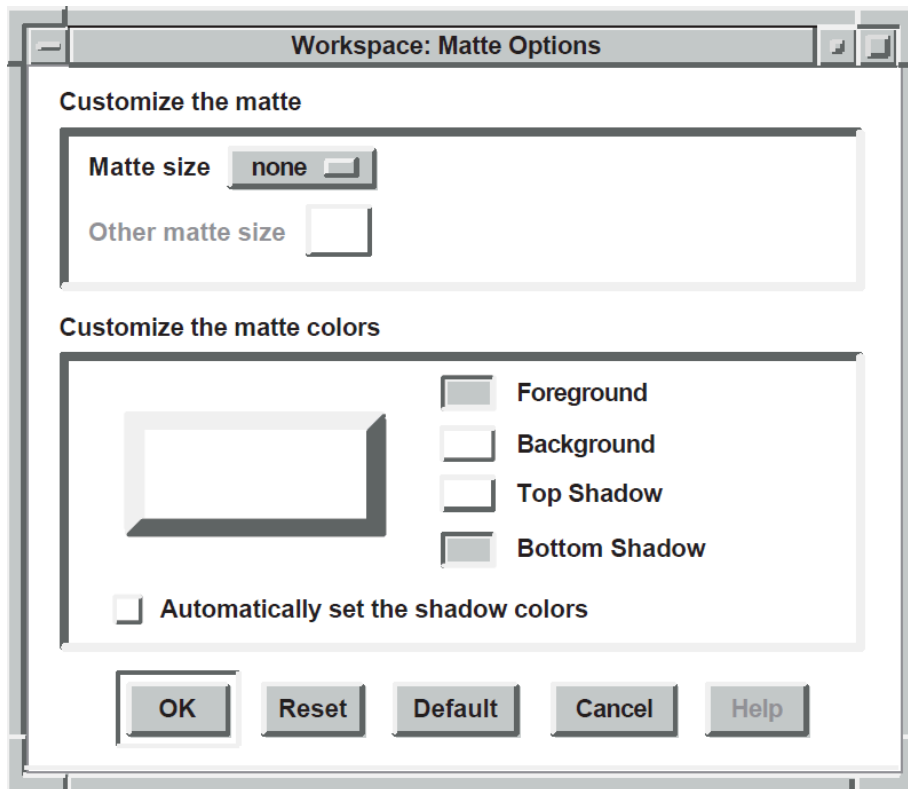 Workspace: Matte Options
Customize the matte
Matte size none
Other matte size
Customize the matte colors
Foreground
Background
Top Shadow
Bottom Shadow
Automatically set the shadow colors
OK Reset Default Cancel Help